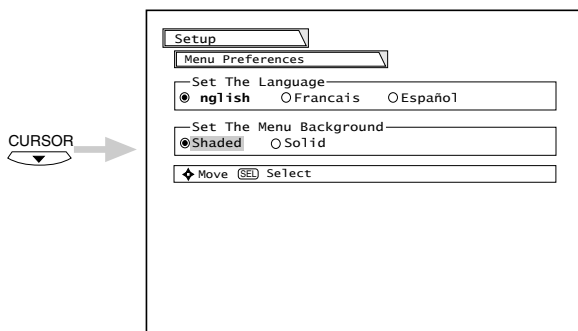 Setup
Menu Preferences
Set The Language
nglish Francais Español
Set The Menu Background
CURSOR
Shaded Solid
Move SEL Select